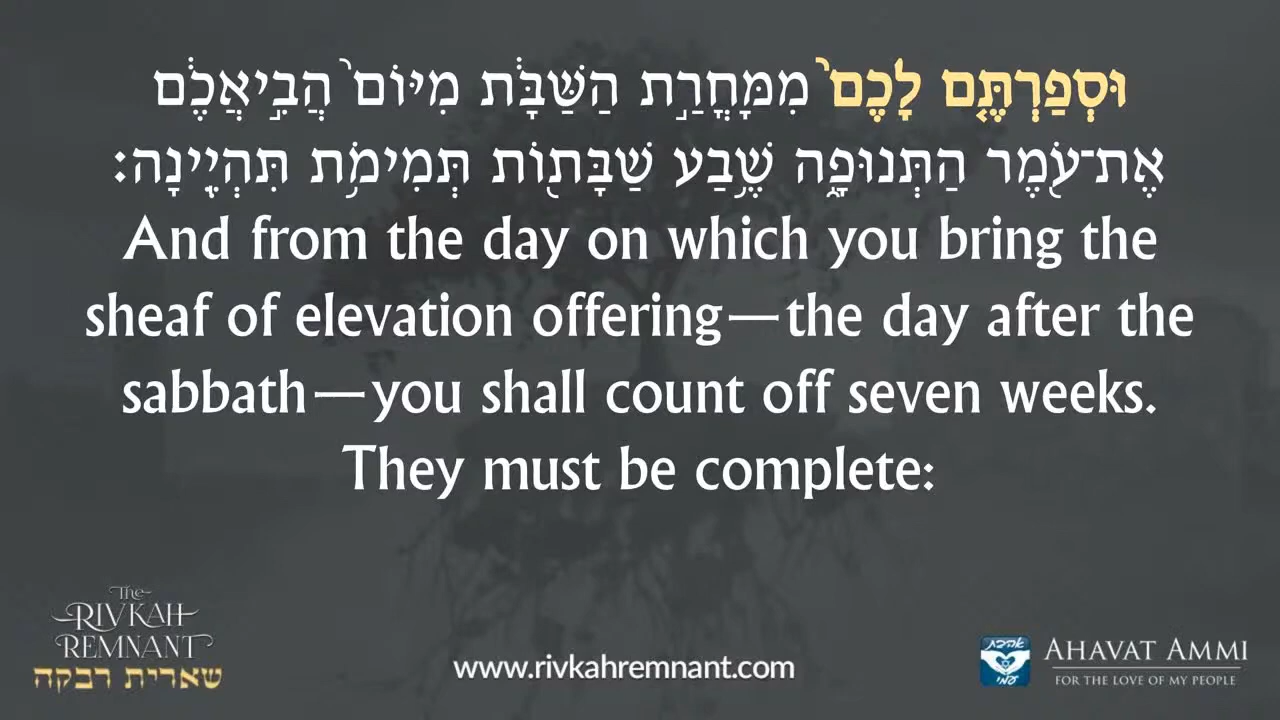 וּסְפַרְתֶּ֤ם לָכֶם֙ מִמׇּחֳרַ֣ת הַשַּׁבָּ֔ת מִיּוֹם֙ הֲבִ֣יאֲכֶ֔ם
אֶת־עֹ֖מֶר הַתְּנוּפָ֑ה שֶׁ֥בַע שַׁבָּת֖וֹת תְּמִימֹ֥ת תִּהְיֶֽינָה׃
And from the day on which you bring the
sheaf of elevation offering—the day after the
sabbath—you shall count off seven weeks.
They must be complete:
The
RIVKAH
REMNANT
שארית רבקה
www.rivkahremnant.com
אהבת
עמי
AHAVAT AMMI
FOR THE LOVE OF MY PEOPLE